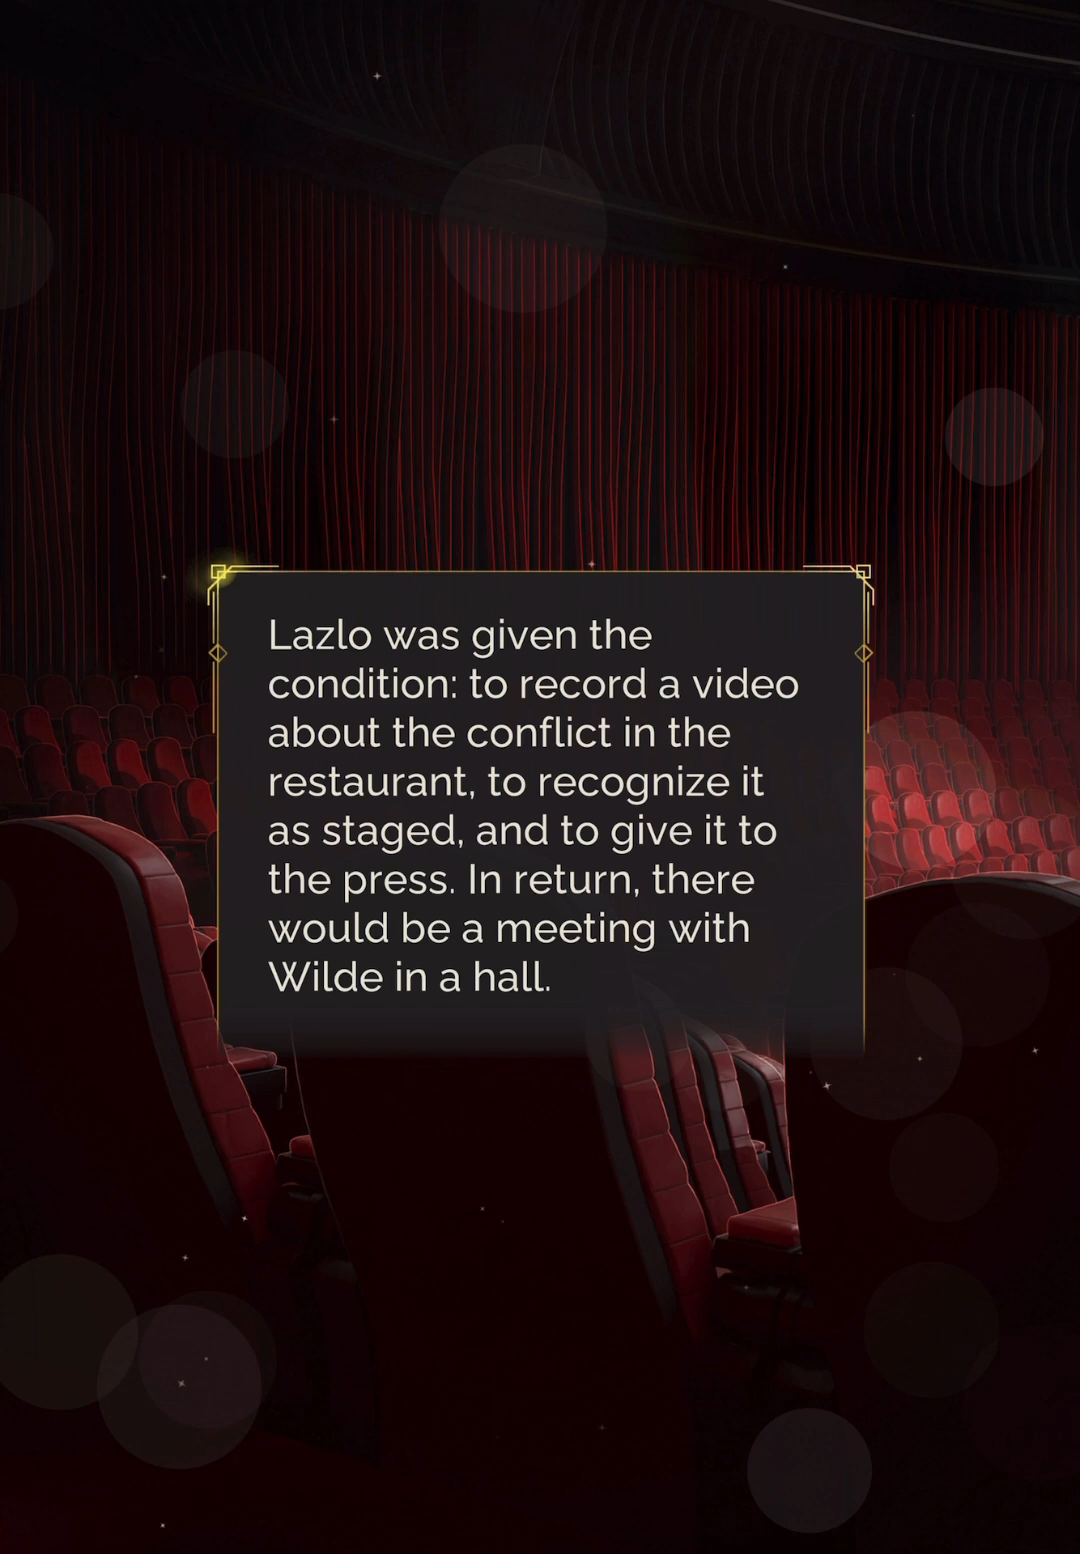 Lazlo was given the
condition: to record a video
about the conflict in the
restaurant, to recognize it
as staged, and to give it to
the press. In return, there
would be a meeting with
Wilde in a hall.